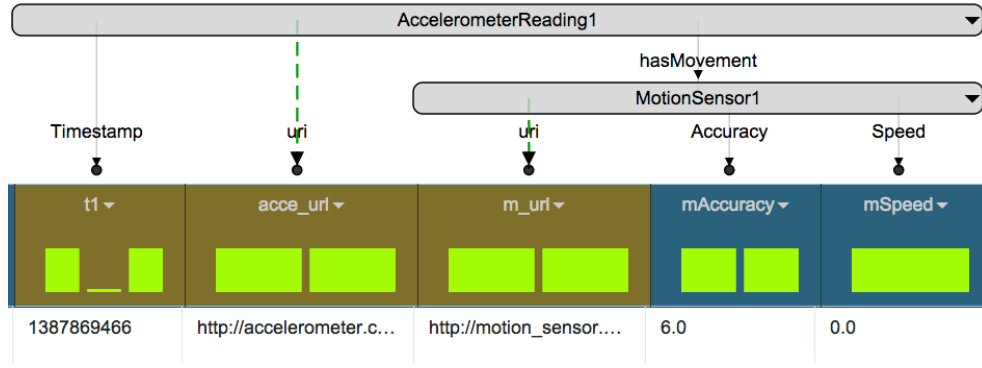 AccelerometerReading1
hasMovement
MotionSensor1
Timestamp uri uri Accuracy Speed
t1 acce_url m_url mAccuracy mSpeed
1387869466 http://accelerometer.c... http://motion_sensor.... 6.0 0.0